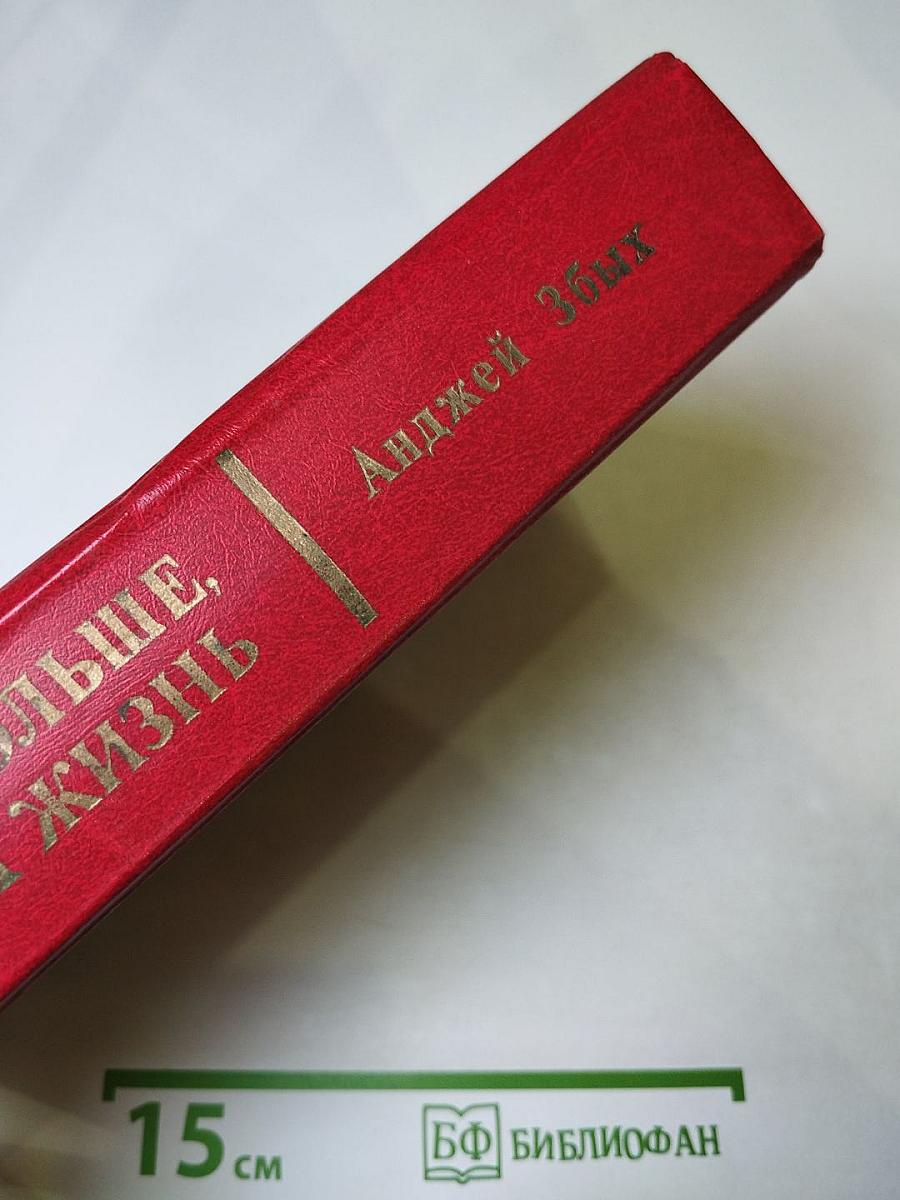 Анджей Збых
ОЛЬШЕ,
ЖИЗНЬ
15 см
БФ БИБЛИОФАН